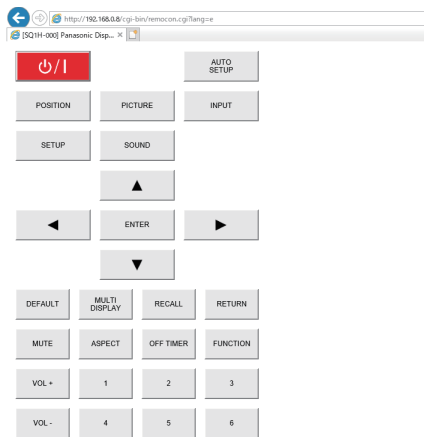 http://192.168.0.8/cgi-bin/remocon.cgi?lang=e
[SQ1H-000] Panasonic Disp...
AUTO
SETUP
POSITION PICTURE INPUT
SETUP SOUND
ENTER
DEFAULT MULTI DISPLAY RECALL RETURN
MUTE ASPECT OFF TIMER FUNCTION
VOL + 1 2 3
VOL - 4 5 6